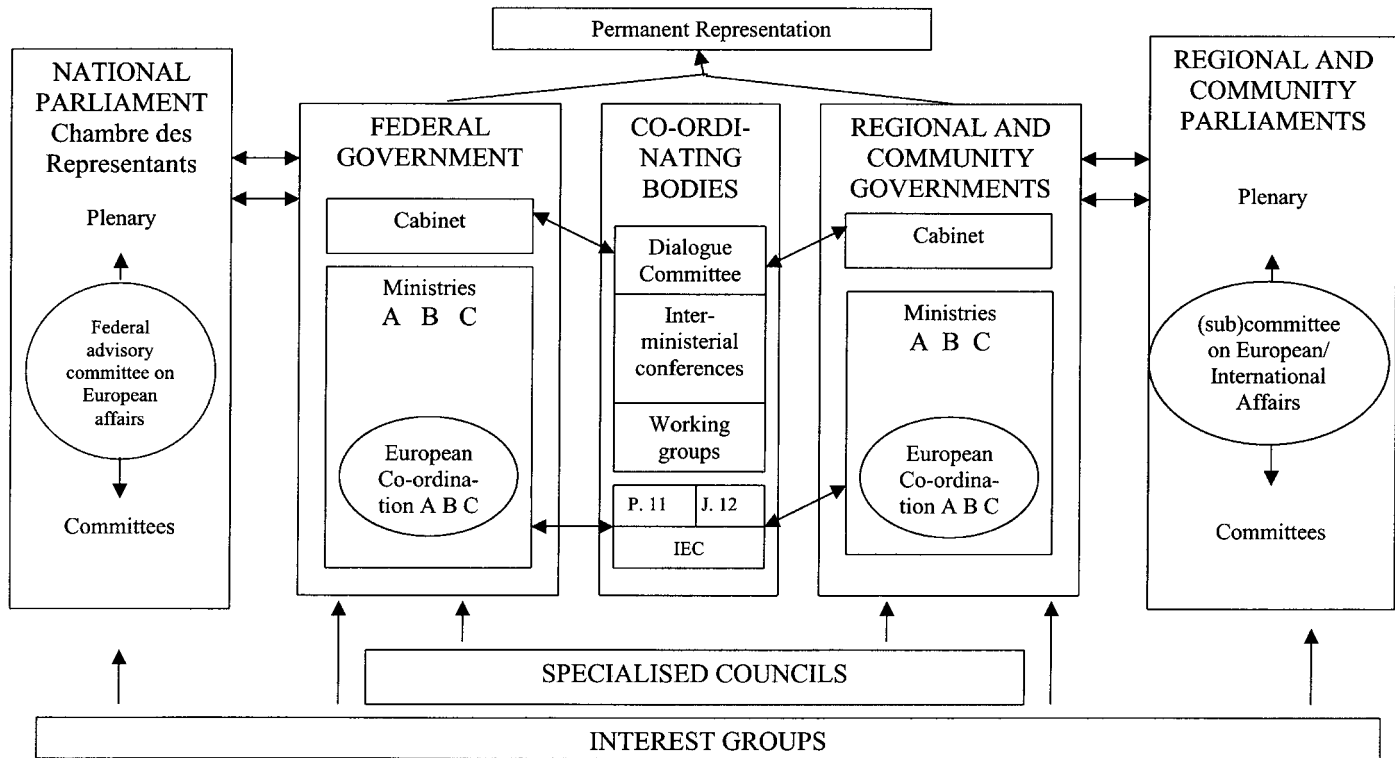 Permanent Representation
NATIONAL
PARLIAMENT
Chambre des
Representants
Plenary
Federal
advisory
committee on
European
affairs
Committees
FEDERAL
GOVERNMENT
Cabinet
Ministries
A B C
European
Co-ordina-
tion A B C
CO-ORDI-
NATING
BODIES
Dialogue
Committee
Inter-
ministerial
conferences
Working
groups
P. 11 J. 12
IEC
REGIONAL AND
COMMUNITY
GOVERNMENTS
Cabinet
Ministries
A B C
European
Co-ordina-
tion A B C
REGIONAL AND
COMMUNITY
PARLIAMENTS
Plenary
(sub)committee
on European/
International
Affairs
Committees
SPECIALISED COUNCILS
INTEREST GROUPS